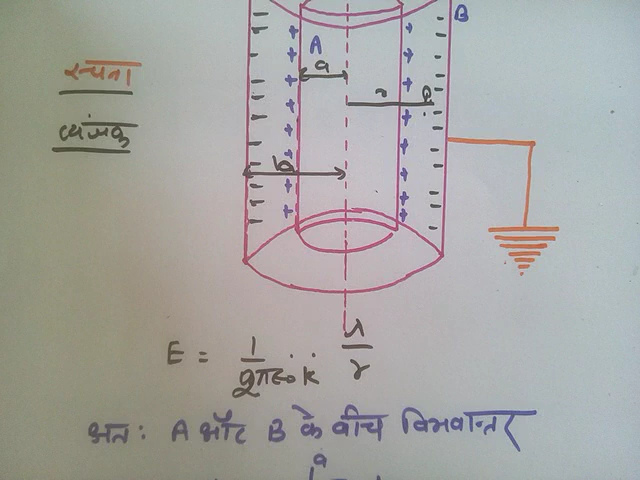 B
A
a
रचना
r
व्यंजक
b
E = 1/2πε₀k λ/r
अतः A और B के बीच विभवान्तर
a